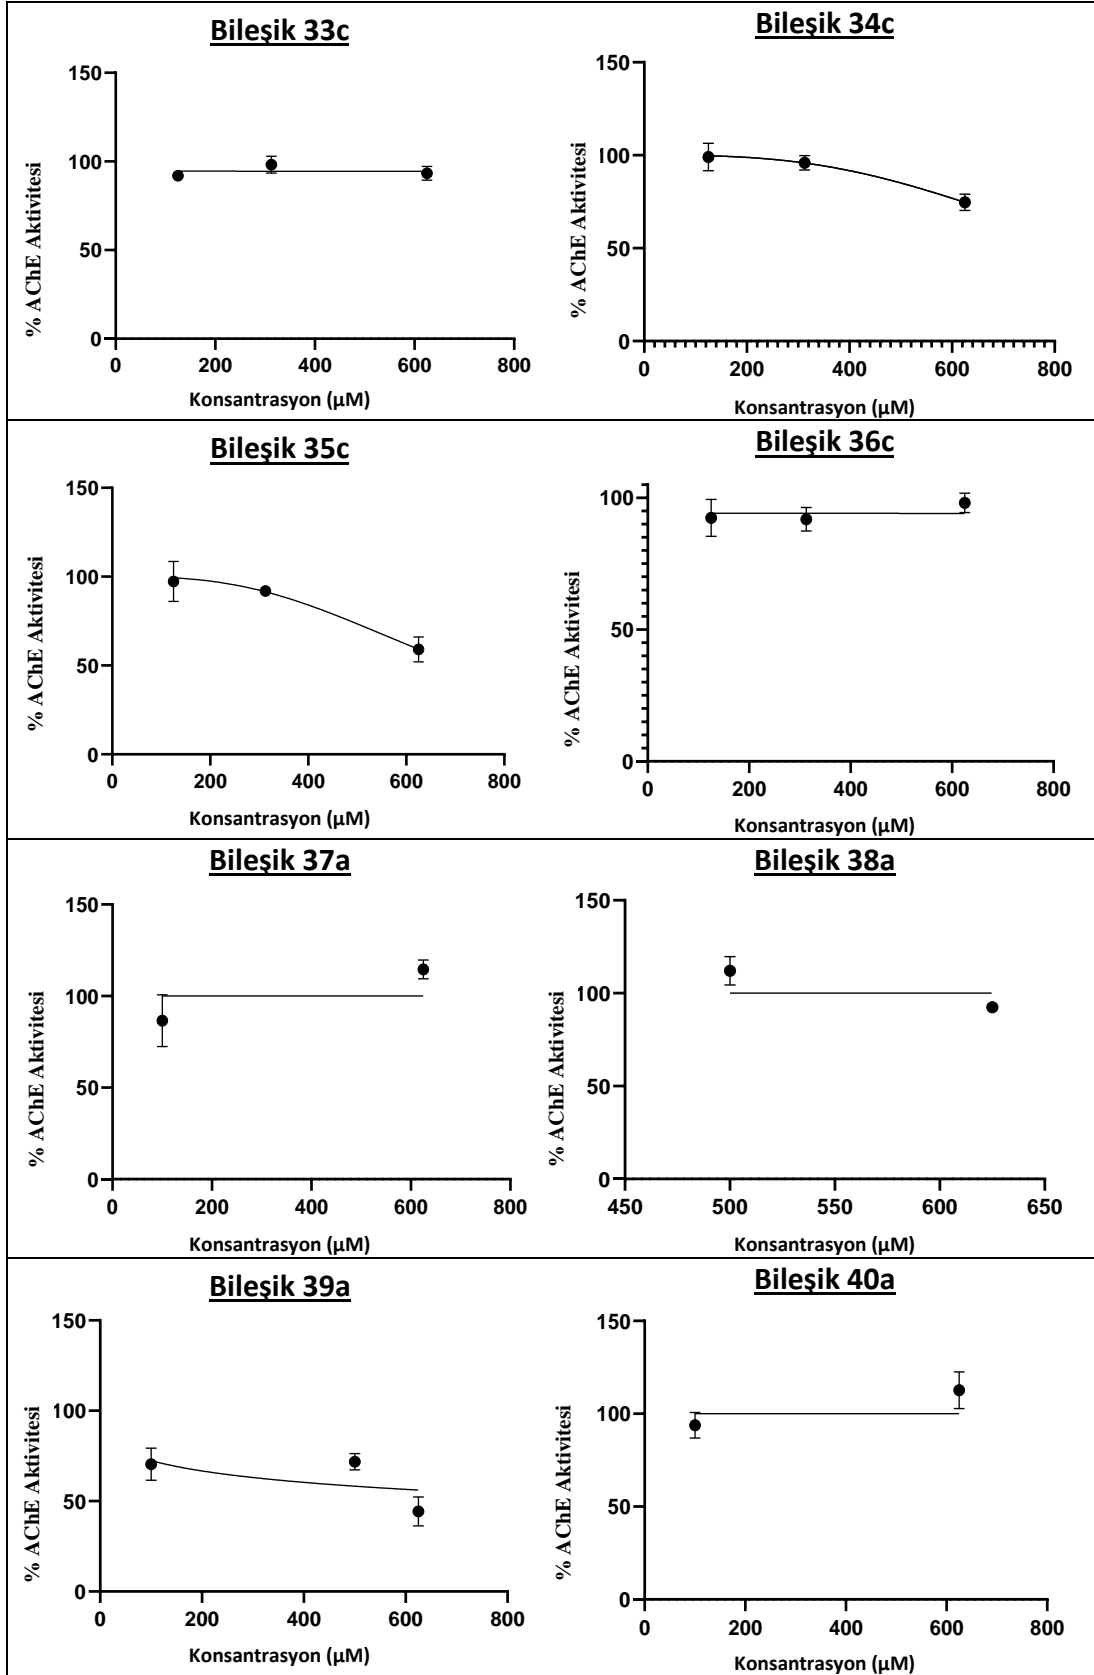 Bileşik 33c
150
100
50
0
0 200 400 600 800
% AChE Aktivitesi
Konsantrasyon (µM)
Bileşik 34c
150
100
50
0
0 200 400 600 800
% AChE Aktivitesi
Konsantrasyon (µM)
Bileşik 35c
150
100
50
0
0 200 400 600 800
% AChE Aktivitesi
Konsantrasyon (µM)
Bileşik 36c
100
50
0
0 200 400 600 800
% AChE Aktivitesi
Konsantrasyon (µM)
Bileşik 37a
150
100
50
0
0 200 400 600 800
% AChE Aktivitesi
Konsantrasyon (µM)
Bileşik 38a
150
100
50
0
450 500 550 600 650
% AChE Aktivitesi
Konsantrasyon (µM)
Bileşik 39a
150
100
50
0
0 200 400 600 800
% AChE Aktivitesi
Konsantrasyon (µM)
Bileşik 40a
150
100
50
0
0 200 400 600 800
% AChE Aktivitesi
Konsantrasyon (µM)